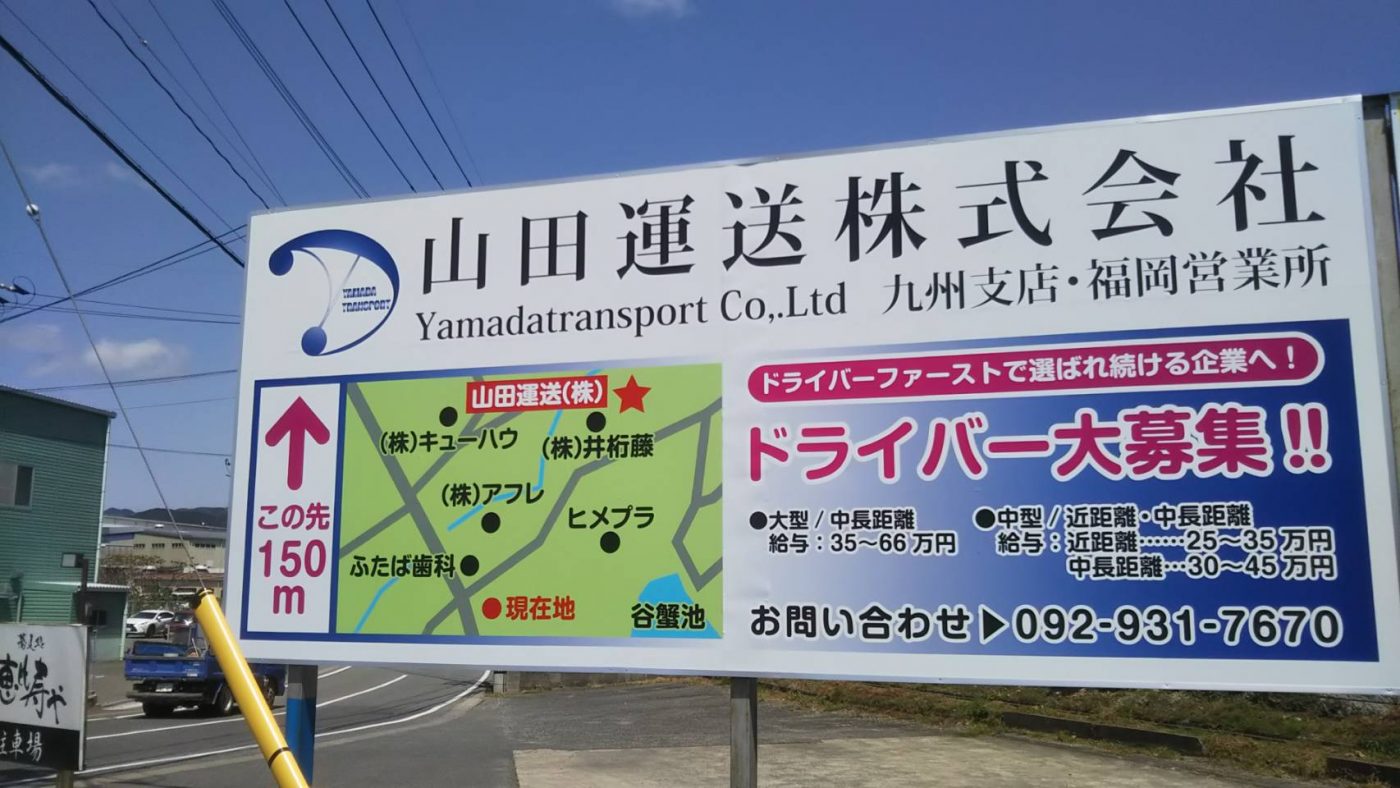 山田運送株式会社
YAMADA
TRANSPORT
Yamadatransport Co,.Ltd 九州支店・福岡営業所
この先
150
m
山田運送(株)
(株)キューハウ
(株)井桁藤
(株)アフレ
ヒメプラ
ふたば歯科
現在地
谷蟹池
ドライバーファーストで選ばれ続ける企業へ!
ドライバー大募集!!
●大型/中長距離
給与:35～66万円
●中型/近距離・中長距離
給与:近距離……25～35万円
中長距離…30～45万円
お問い合わせ▶092-931-7670
寿や
駐車場